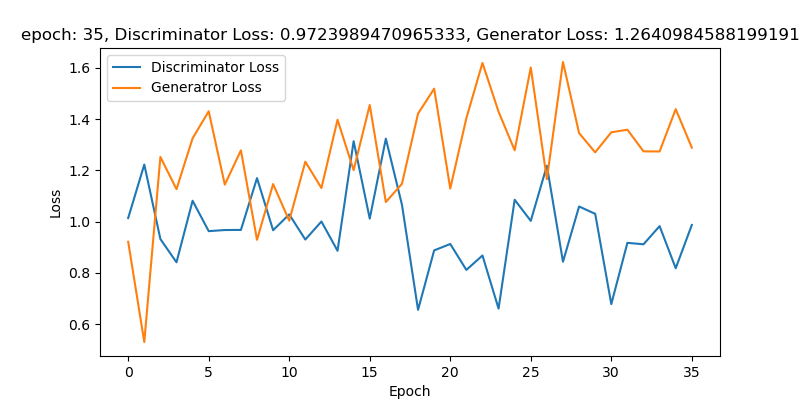 epoch: 35, Discriminator Loss: 0.9723989470965333, Generator Loss: 1.2640984588199191
Discriminator Loss
Generatror Loss
1.6
1.4
1.2
1.0
0.8
0.6
Loss
0 5 10 15 20 25 30 35
Epoch